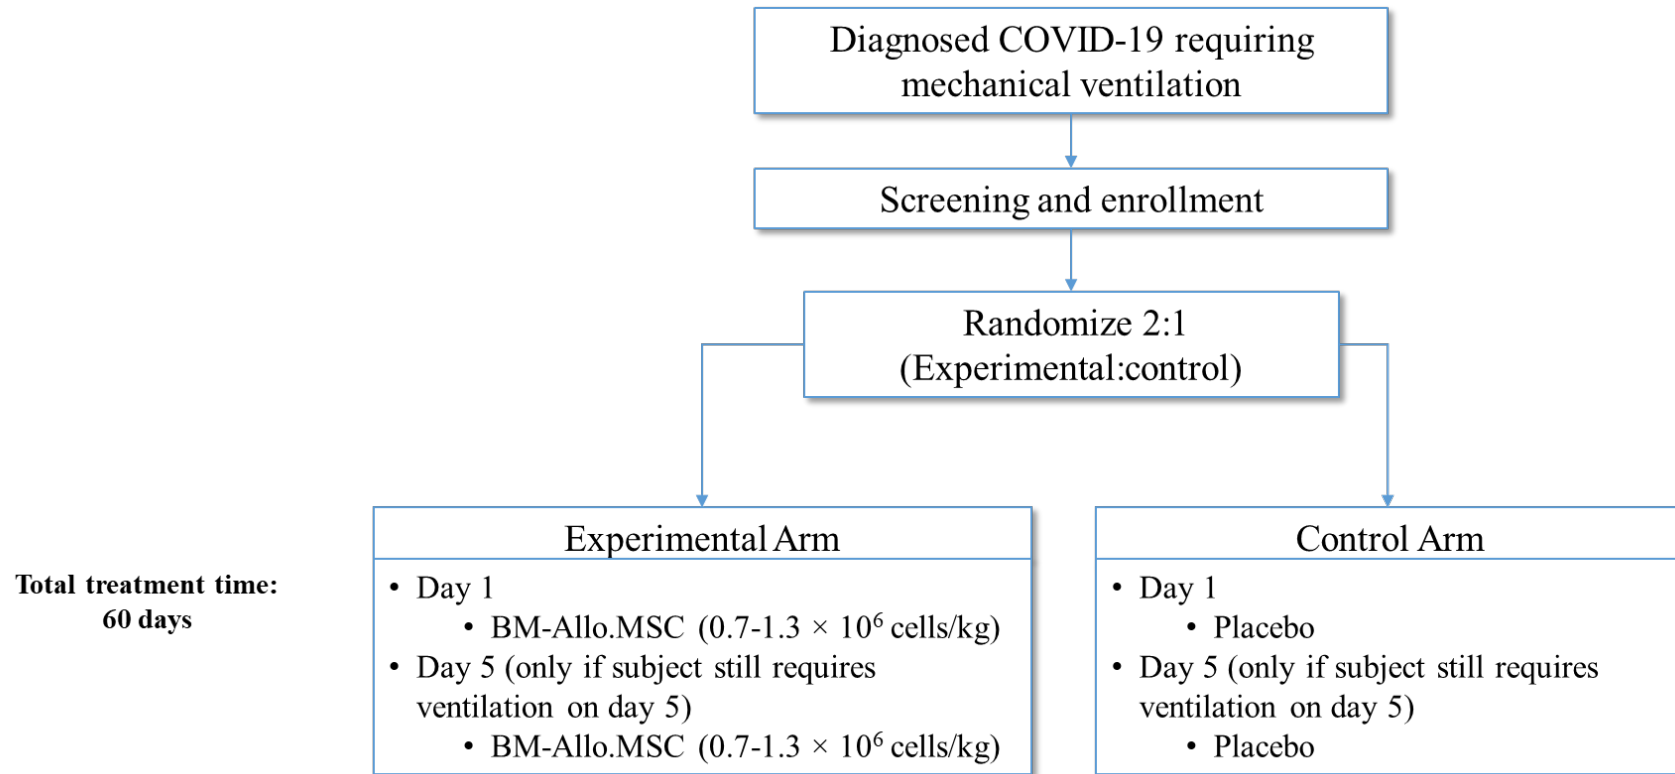 Diagnosed COVID-19 requiring
mechanical ventilation
Screening and enrollment
Randomize 2:1
(Experimental:control)
Total treatment time:
60 days
Experimental Arm
• Day 1
• BM-Allo.MSC (0.7-1.3 × 10⁶ cells/kg)
• Day 5 (only if subject still requires
ventilation on day 5)
• BM-Allo.MSC (0.7-1.3 × 10⁶ cells/kg)
Control Arm
• Day 1
• Placebo
• Day 5 (only if subject still requires
ventilation on day 5)
• Placebo